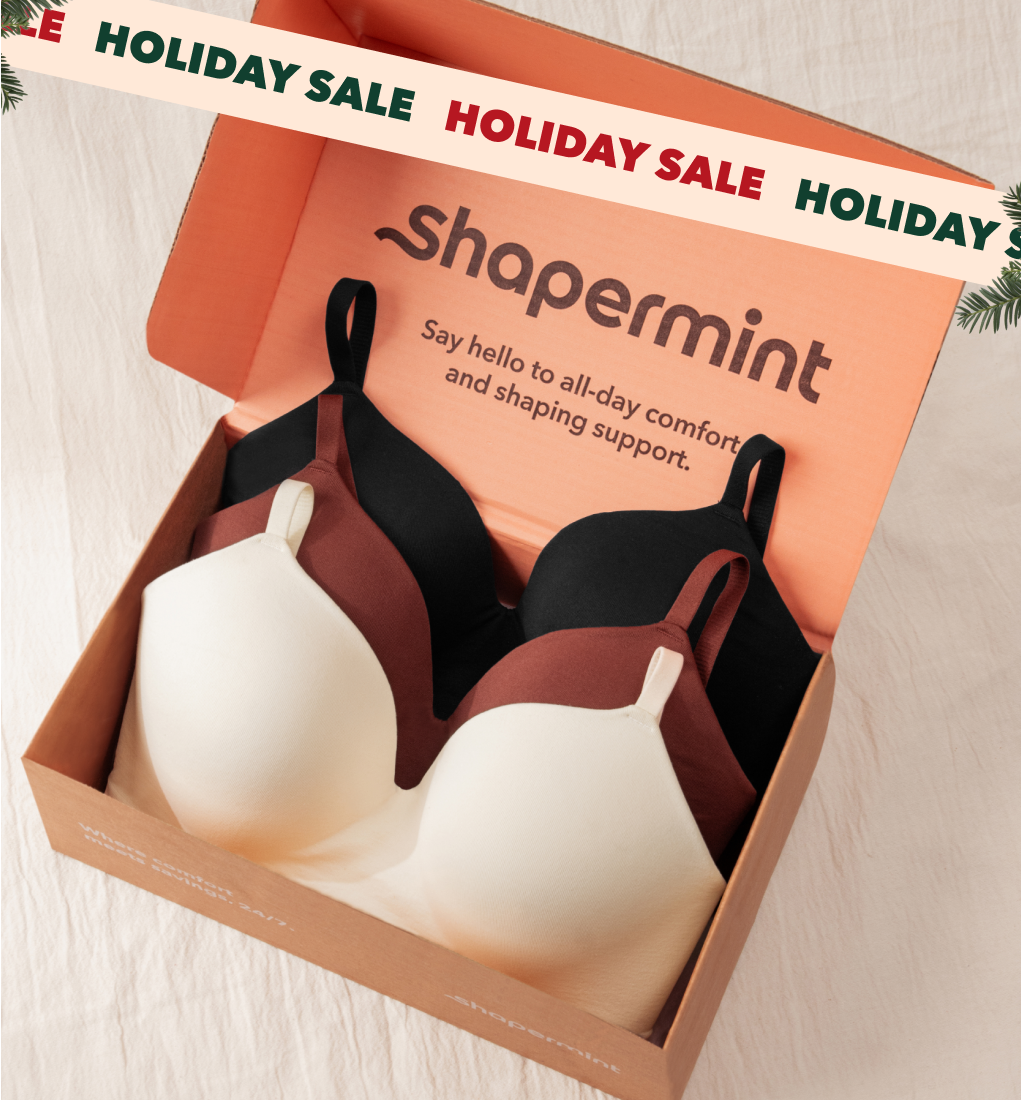 LE HOLIDAY SALE HOLIDAY SALE HOLIDAY S
shapermint
Say hello to all-day comfort
and shaping support.
Where comfort
meets savings. 24/7.
shapermint